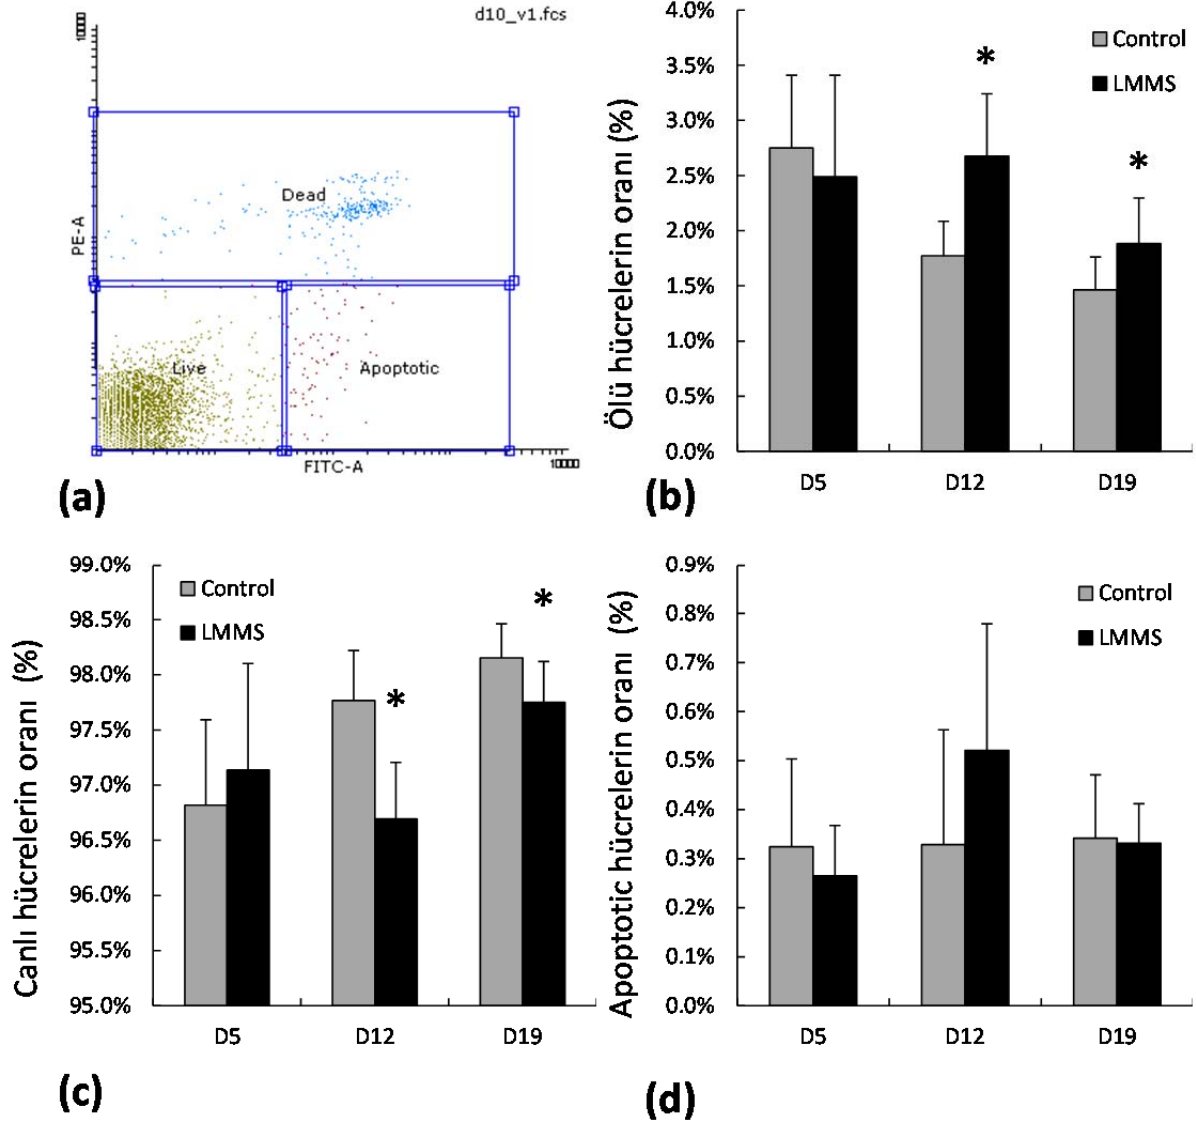 d10_v1.fcs
PE-A
Dead
Live
Apoptotic
FITC-A
10000
(a)
Ölü hücrelerin oranı (%)
4.0%
3.5%
3.0%
2.5%
2.0%
1.5%
1.0%
0.5%
0.0%
Control
LMMS
*
*
D5
D12
D19
(b)
Canlı hücrelerin oranı (%)
99.0%
98.5%
98.0%
97.5%
97.0%
96.5%
96.0%
95.5%
95.0%
Control
LMMS
*
*
D5
D12
D19
(c)
Apoptotic hücrelerin oranı (%)
0.9%
0.8%
0.7%
0.6%
0.5%
0.4%
0.3%
0.2%
0.1%
0.0%
Control
LMMS
D5
D12
D19
(d)